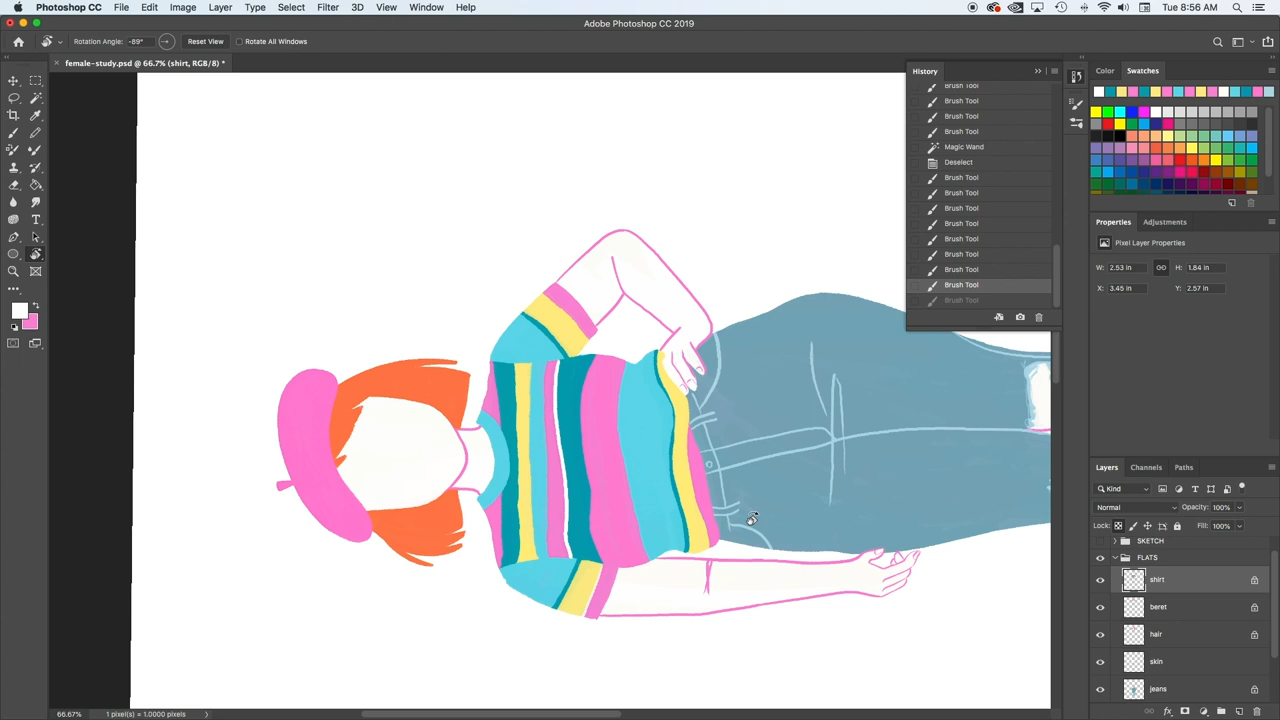 Photoshop CC File Edit Image Layer Type Select Filter 3D View Window Help Tue 8:56 AM
Adobe Photoshop CC 2019
Rotation Angle: -89° Reset View Rotate All Windows
female-study.psd @ 66.7% (shirt, RGB/8) *
History
Brush Tool
Brush Tool
Brush Tool
Brush Tool
Magic Wand
Deselect
Brush Tool
Brush Tool
Brush Tool
Brush Tool
Brush Tool
Brush Tool
Brush Tool
Brush Tool
Brush Tool
Color Swatches
Properties Adjustments
Pixel Layer Properties
W: 2.53 in H: 1.84 in
X: 3.45 in Y: 2.57 in
Layers Channels Paths
Kind
Normal Opacity: 100%
Lock: Fill: 100%
SKETCH
FLATS
shirt
beret
hair
skin
jeans
66.67% 1 pixel(s) = 1.0000 pixels